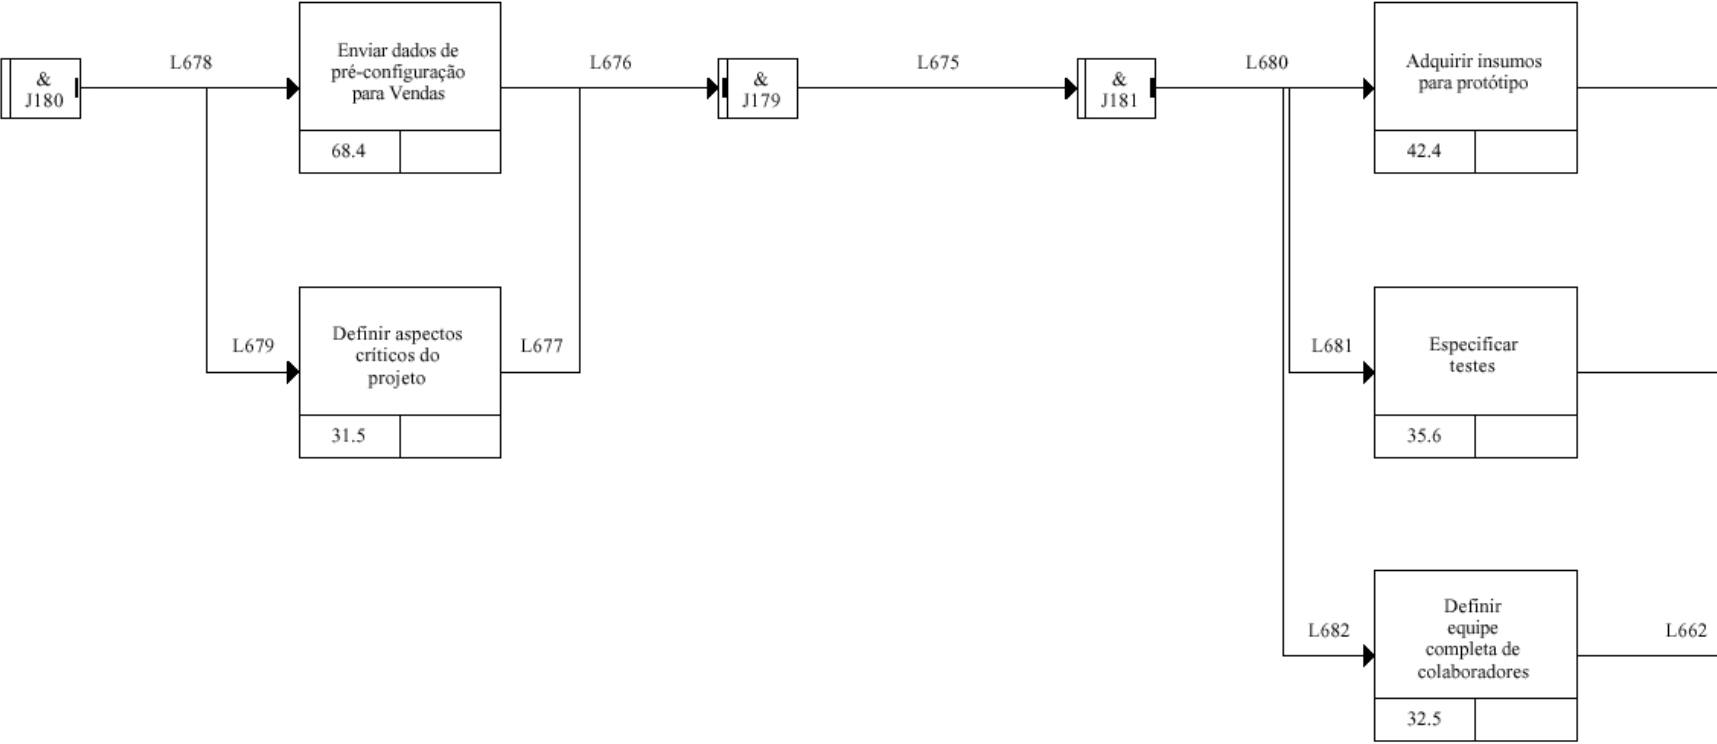 &
J180
L678
Enviar dados de
pré-configuração
para Vendas
68.4
L676
&
J179
L675
&
J181
L680
Adquirir insumos
para protótipo
42.4
L679
Definir aspectos
críticos do
projeto
31.5
L677
L681
Especificar
testes
35.6
L682
Definir
equipe
completa de
colaboradores
32.5
L662